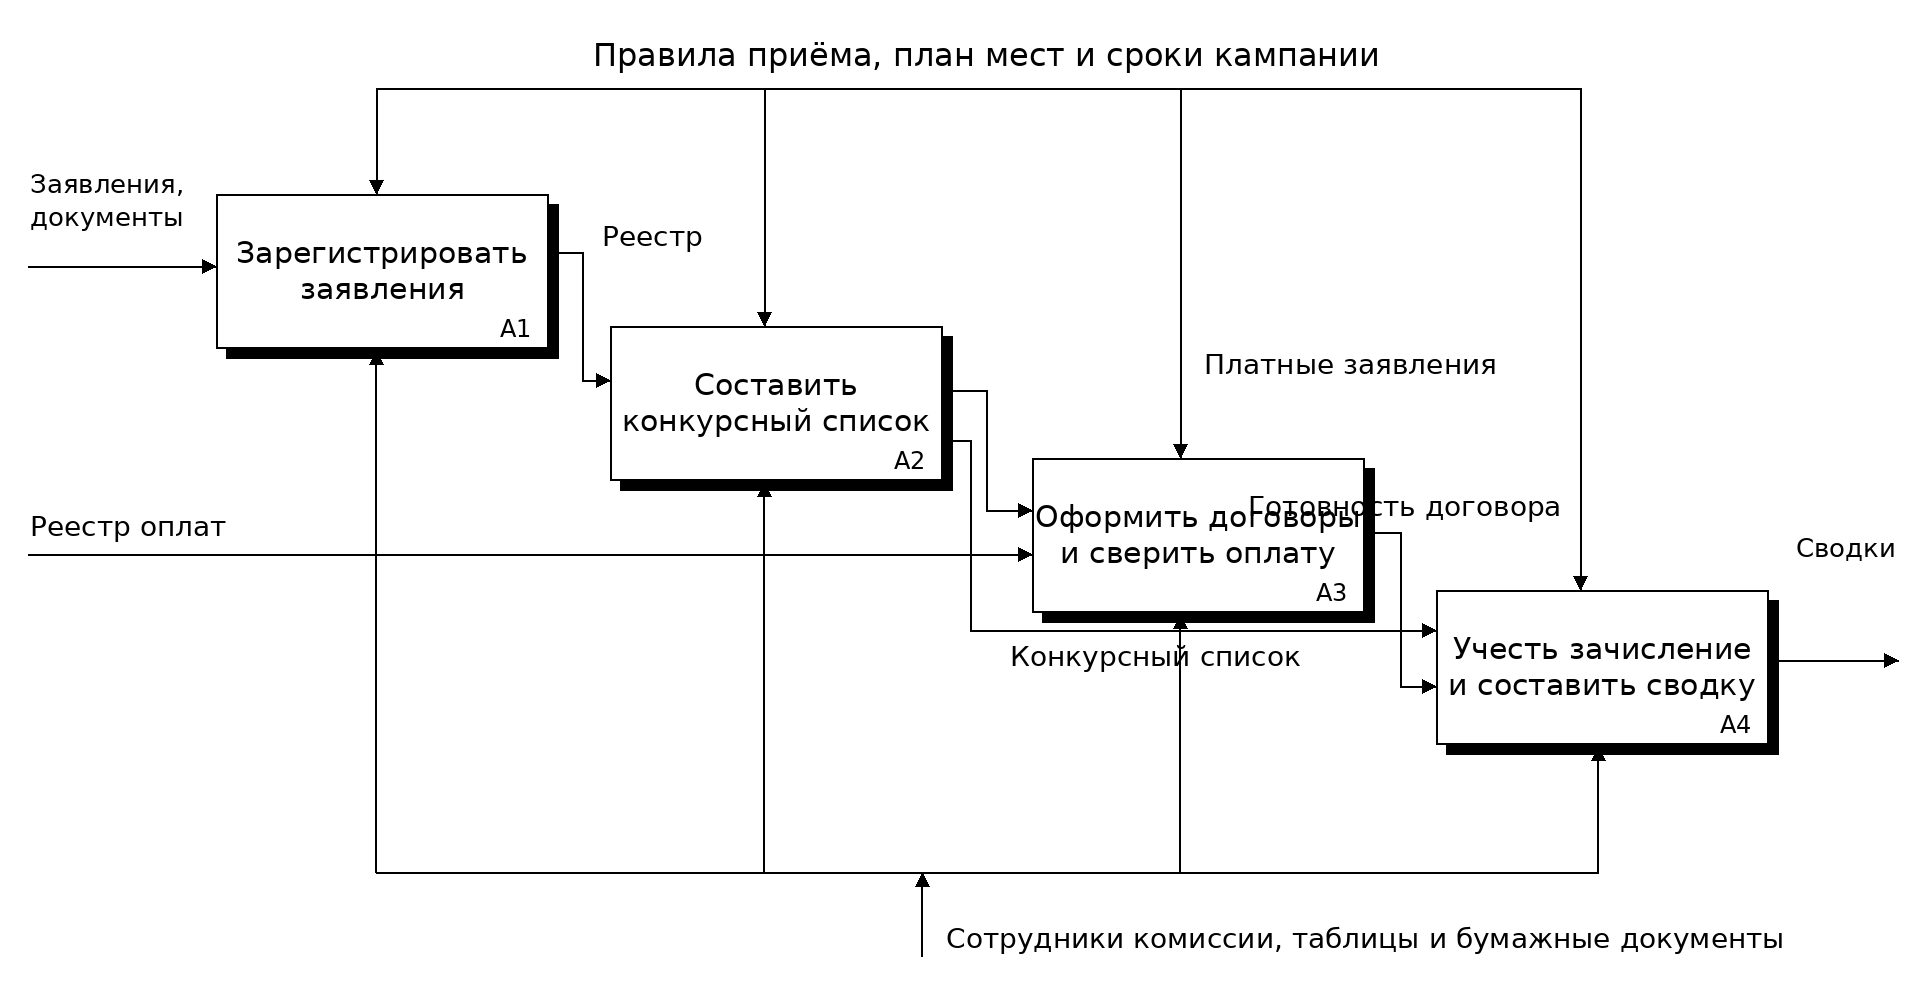 Правила приёма, план мест и сроки кампании
Заявления,
документы
Зарегистрировать
заявления
A1
Реестр
Составить
конкурсный список
A2
Платные заявления
Реестр оплат
Готовность договора
Оформить договоры
и сверить оплату
A3
Сводки
Конкурсный список
Учесть зачисление
и составить сводку
A4
Сотрудники комиссии, таблицы и бумажные документы